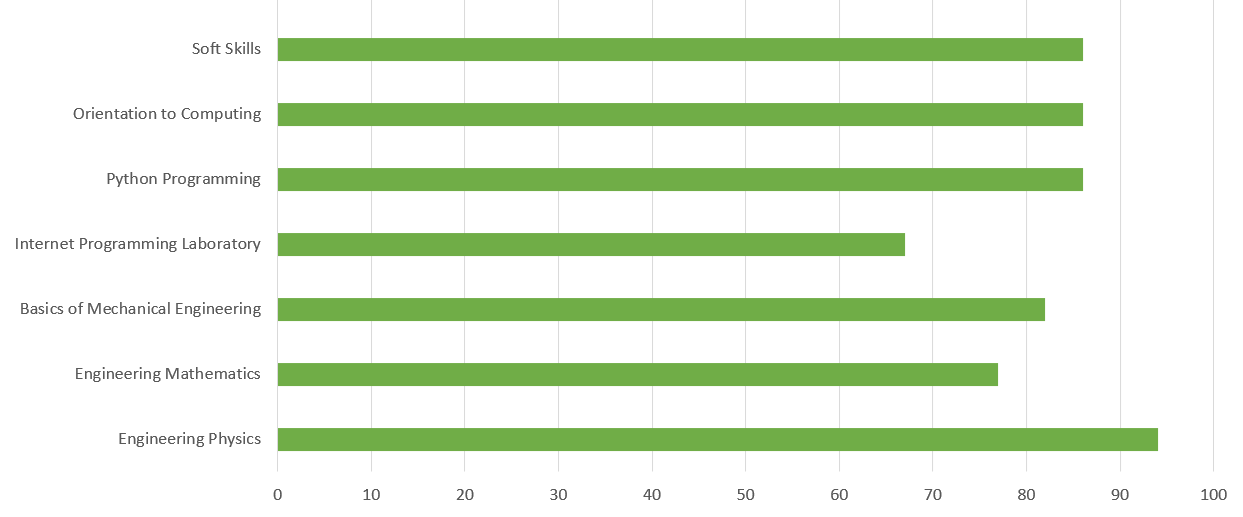 Soft Skills
Orientation to Computing
Python Programming
Internet Programming Laboratory
Basics of Mechanical Engineering
Engineering Mathematics
Engineering Physics
0 10 20 30 40 50 60 70 80 90 100